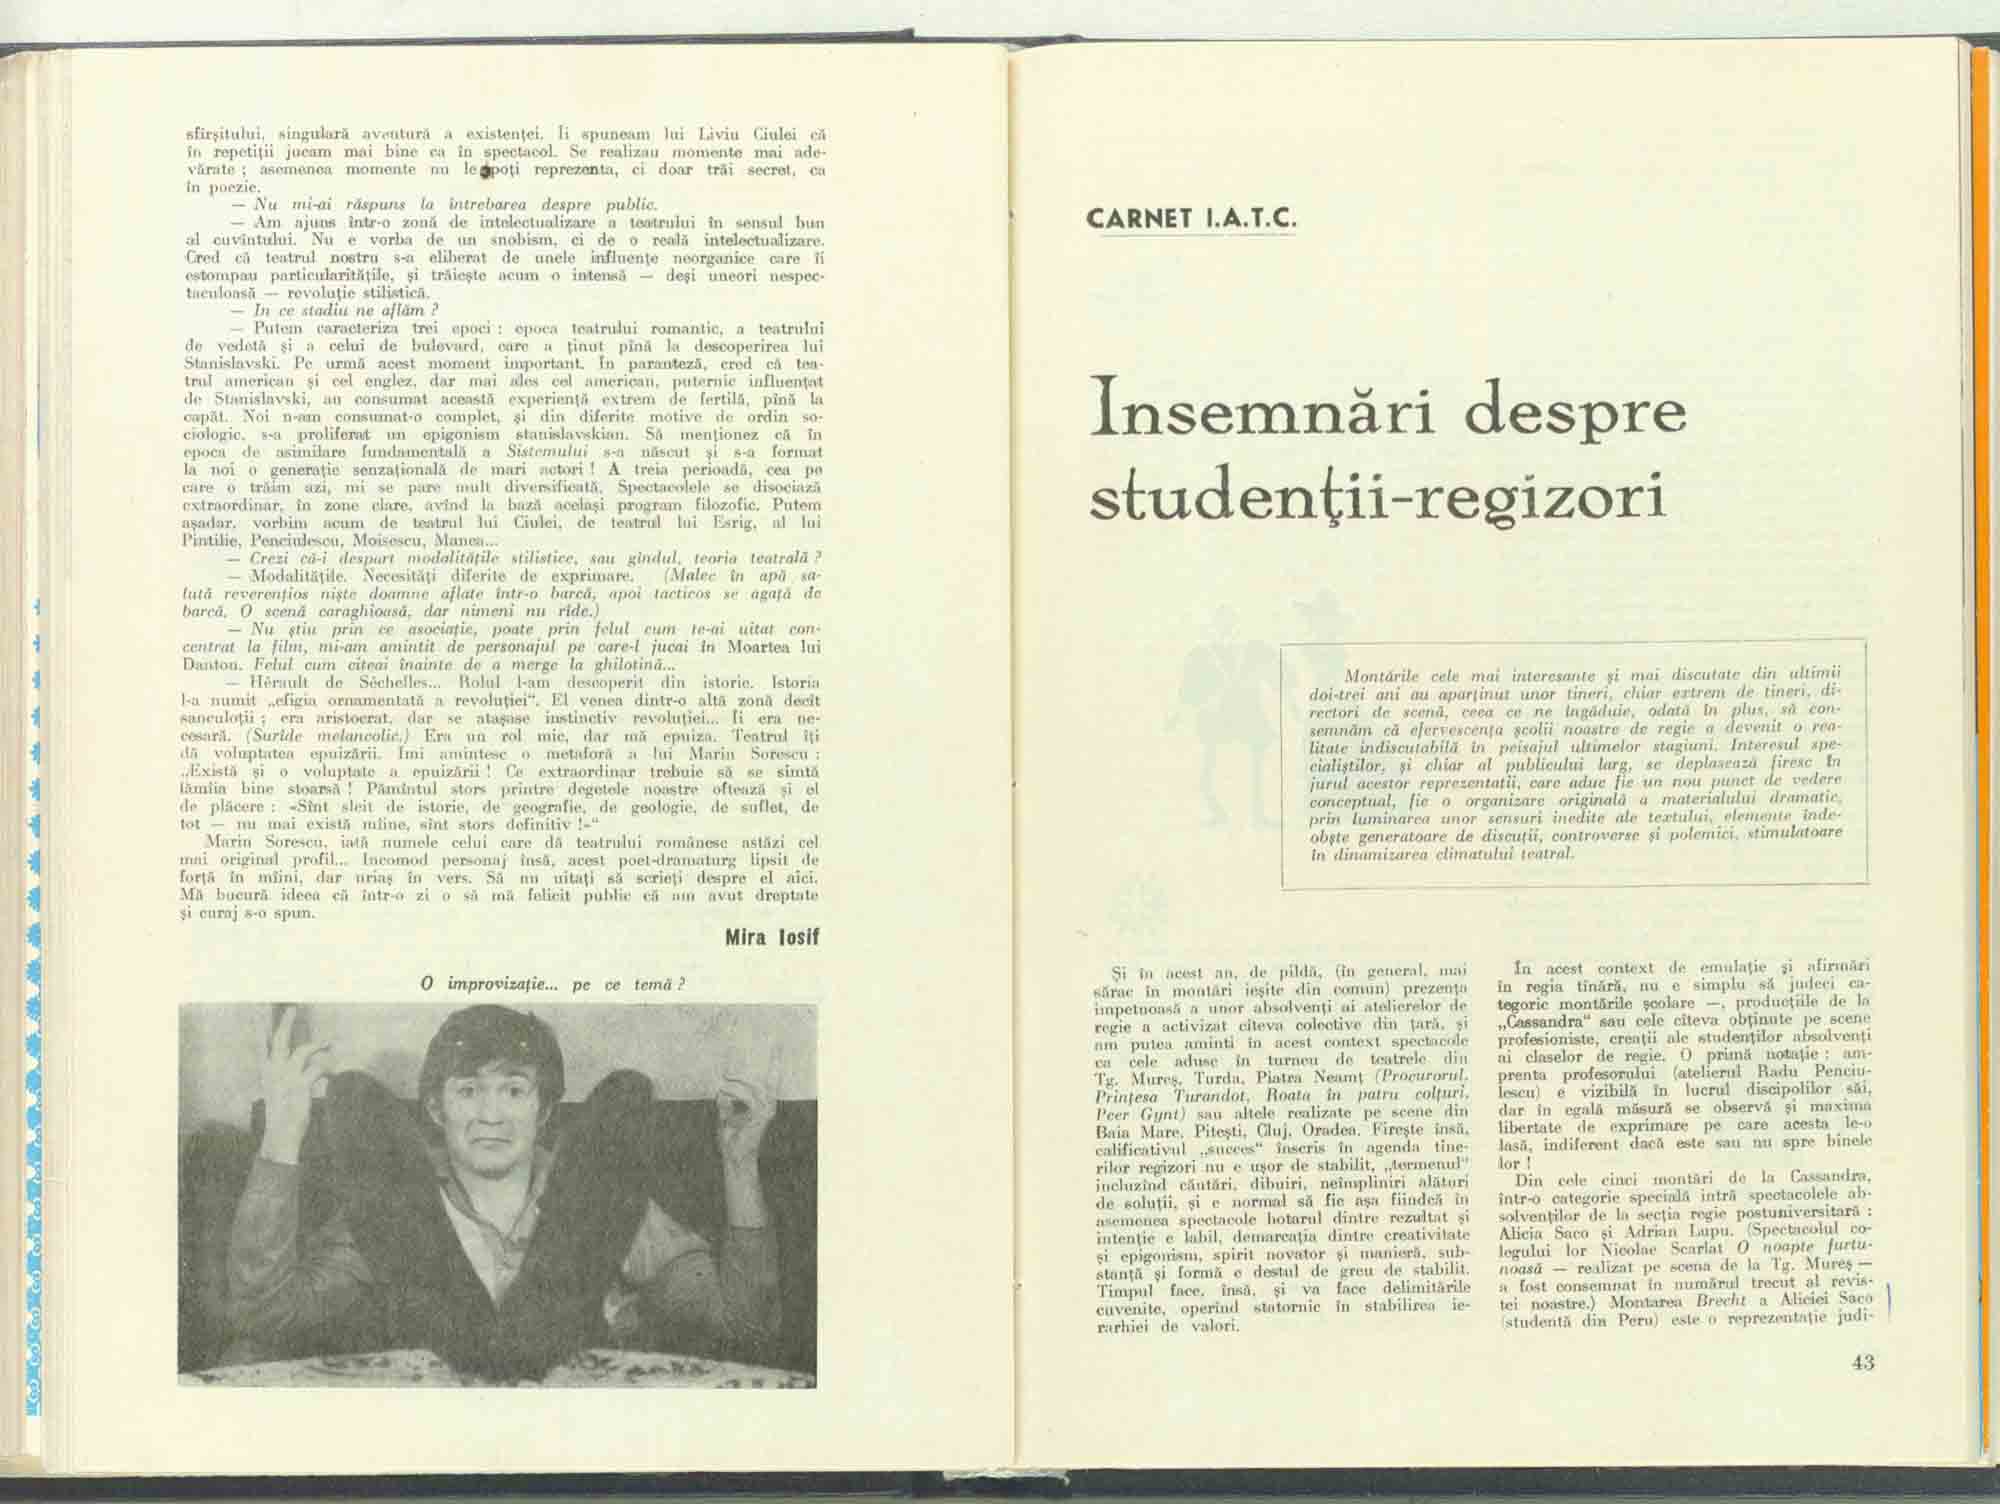 sfîrşitului, singulară aventură a existenţei. Ii spuneam lui Liviu Ciulei că
în repetiţii jucam mai bine ca în spectacol. Se realizau momente mai ade-
vărate ; asemenea momente nu le poţi reprezenta, ci doar trăi secret, ca
în poezie.
— Nu mi-ai răspuns la întrebarea despre public.
— Am ajuns într-o zonă de intelectualizare a teatrului în sensul bun
al cuvîntului. Nu e vorba de un snobism, ci de o reală intelectualizare.
Cred că teatrul nostru s-a eliberat de unele influenţe neorganice care îi
estompau particularităţile, şi trăieşte acum o intensă — deşi uneori nespec-
taculoasă — revoluţie stilistică.
— In ce stadiu ne aflăm ?
— Putem caracteriza trei epoci : epoca teatrului romantic, a teatrului
de vedetă şi a celui de bulevard, care a ţinut pînă la descoperirea lui
Stanislavski. Pe urmă acest moment important. In paranteză, cred că tea-
trul american şi cel englez, dar mai ales cel american, puternic influenţat
de Stanislavski, au consumat această experienţă extrem de fertilă, pînă la
capăt. Noi n-am consumat-o complet, şi din diferite motive de ordin so-
ciologic, s-a proliferat un epigonism stanislavskian. Să menţionez că în
epoca de asimilare fundamentală a Sistemului s-a născut şi s-a format
la noi o generaţie senzaţională de mari actori ! A treia perioadă, cea pe
care o trăim azi, mi se pare mult diversificată. Spectacolele se disociază
extraordinar, în zone clare, avînd la bază acelaşi program filozofic. Putem
aşadar, vorbim acum de teatrul lui Ciulei, de teatrul lui Esrig, al lui
Pintilie, Penciulescu, Moisescu, Manea...
— Crezi că-i despart modalităţile stilistice, sau gîndul, teoria teatrală ?
— Modalităţile. Necesităţi diferite de exprimare. (Malec în apă sa-
lută reverenţios nişte doamne aflate într-o barcă, apoi tacticos se agaţă de
barcă. O scenă caraghioasă, dar nimeni nu rîde.)
— Nu ştiu prin ce asociaţie, poate prin felul cum te-ai uitat con-
centrat la film, mi-am amintit de personajul pe care-l jucai în Moartea lui
Danton. Felul cum citeai înainte de a merge la ghilotină...
— Hérault de Séchelles... Rolul l-am descoperit din istorie. Istoria
l-a numit „efigia ornamentată a revoluţiei“. El venea dintr-o altă zonă decît
sanculoţii ; era aristocrat, dar se ataşase instinctiv revoluţiei... Ii era ne-
cesară. (Surîde melancolic.) Era un rol mic, dar mă epuiza. Teatrul îţi
dă voluptatea epuizării. Imi amintesc o metaforă a lui Marin Sorescu :
„Există şi o voluptate a epuizării ! Ce extraordinar trebuie să se simtă
lămîia bine stoarsă ! Pămîntul stors printre degetele noastre oftează şi el
de plăcere : «Sînt sleit de istorie, de geografie, de geologie, de suflet, de
tot — nu mai există mîine, sînt stors definitiv !»“
Marin Sorescu, iată numele celui care dă teatrului românesc astăzi cel
mai original profil... Incomod personaj însă, acest poet-dramaturg lipsit de
forţă în mîini, dar uriaş în vers. Să nu uitaţi să scrieţi despre el aici.
Mă bucură ideea că într-o zi o să mă felicit public că am avut dreptate
şi curaj s-o spun.
Mira Iosif
O improvizaţie... pe ce temă ?
CARNET I.A.T.C.
Insemnări despre
studenţii-regizori
Montările cele mai interesante şi mai discutate din ultimii
doi-trei ani au aparţinut unor tineri, chiar extrem de tineri, di-
rectori de scenă, ceea ce ne îngăduie, odată în plus, să con-
semnăm că efervescenţa şcolii noastre de regie a devenit o rea-
litate indiscutabilă în peisajul ultimelor stagiuni. Interesul spe-
cialiştilor, şi chiar al publicului larg, se deplasează firesc în
jurul acestor reprezentaţii, care aduc fie un nou punct de vedere
conceptual, fie o organizare originală a materialului dramatic,
prin luminarea unor sensuri inedite ale textului, elemente înde-
obşte generatoare de discuţii, controverse şi polemici, stimulatoare
în dinamizarea climatului teatral.
Şi în acest an, de pildă, (în general, mai
sărac în montări ieşite din comun) prezenţa
impetuoasă a unor absolvenţi ai atelierelor de
regie a activizat cîteva colective din ţară, şi
am putea aminti în acest context spectacole
ca cele aduse în turneu de teatrele din
Tg. Mureş, Turda, Piatra Neamţ (Procurorul,
Prinţesa Turandot, Roata în patru colţuri,
Peer Gynt) sau altele realizate pe scene din
Baia Mare, Piteşti, Cluj, Oradea. Fireşte însă,
calificativul „succes“ înscris în agenda tine-
rilor regizori nu e uşor de stabilit, „termenul“
incluzînd căutări, dibuiri, neîmpliniri alături
de soluţii, şi e normal să fie aşa fiindcă în
asemenea spectacole hotarul dintre rezultat şi
intenţie e labil, demarcaţia dintre creativitate
şi epigonism, spirit novator şi manieră, sub-
stanţă şi formă e destul de greu de stabilit.
Timpul face, însă, şi va face delimitările
cuvenite, operînd statornic în stabilirea ie-
rarhiei de valori.
In acest context de emulaţie şi afirmări
în regia tînără, nu e simplu să judeci ca-
tegoric montările şcolare —, producţiile de la
„Cassandra“ sau cele cîteva obţinute pe scene
profesioniste, creaţii ale studenţilor absolvenţi
ai claselor de regie. O primă notaţie : am-
prenta profesorului (atelierul Radu Penciu-
lescu) e vizibilă în lucrul discipolilor săi,
dar în egală măsură se observă şi maxima
libertate de exprimare pe care acesta le-o
lasă, indiferent dacă este sau nu spre binele
lor !
Din cele cinci montări de la Cassandra,
într-o categorie specială intră spectacolele ab-
solvenţilor de la secţia regie postuniversitară :
Alicia Saco şi Adrian Lupu. (Spectacolul co-
legului lor Nicolae Scarlat O noapte furtu-
noasă — realizat pe scena de la Tg. Mureş —
a fost consemnat în numărul trecut al revis-
tei noastre.) Montarea Brecht a Aliciei Saco
(studentă din Peru) este o reprezentaţie judi-
43